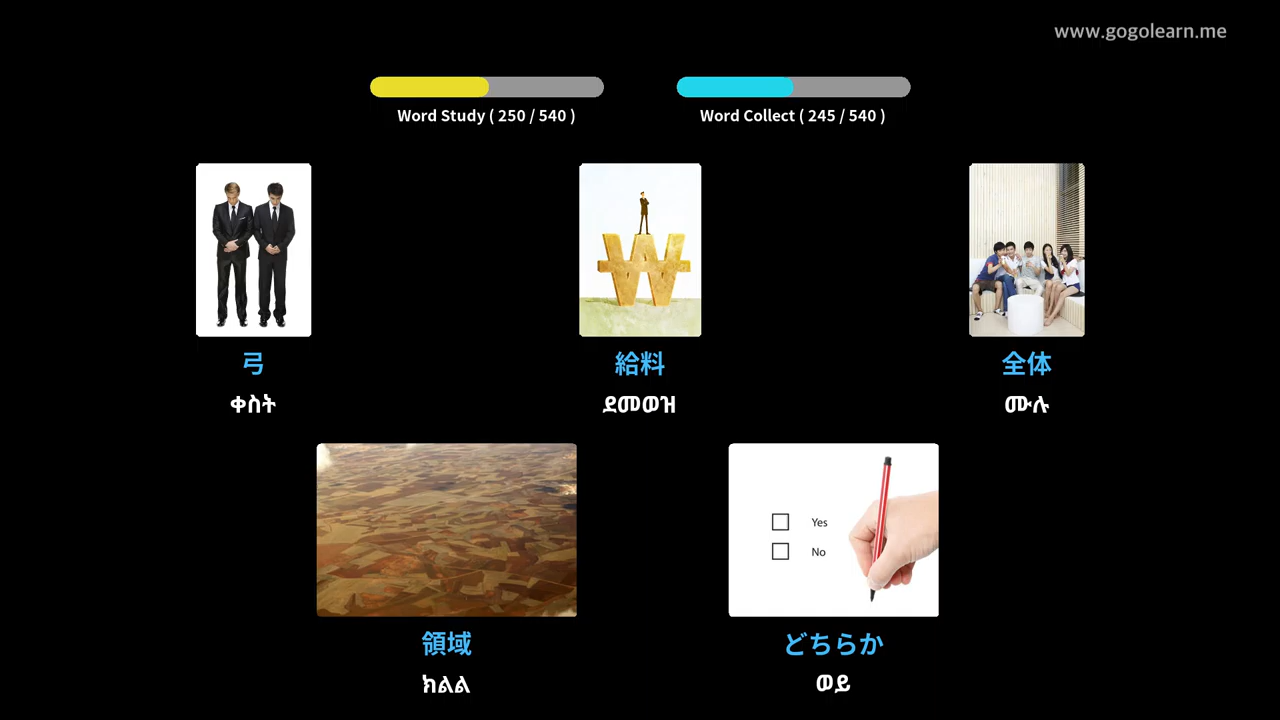 www.gogolearn.me
Word Study ( 250 / 540 )
Word Collect ( 245 / 540 )
弓
ቀስት
給料
ደመወዝ
全体
ሙሉ
Yes
No
領域
ክልል
どちらか
ወይ